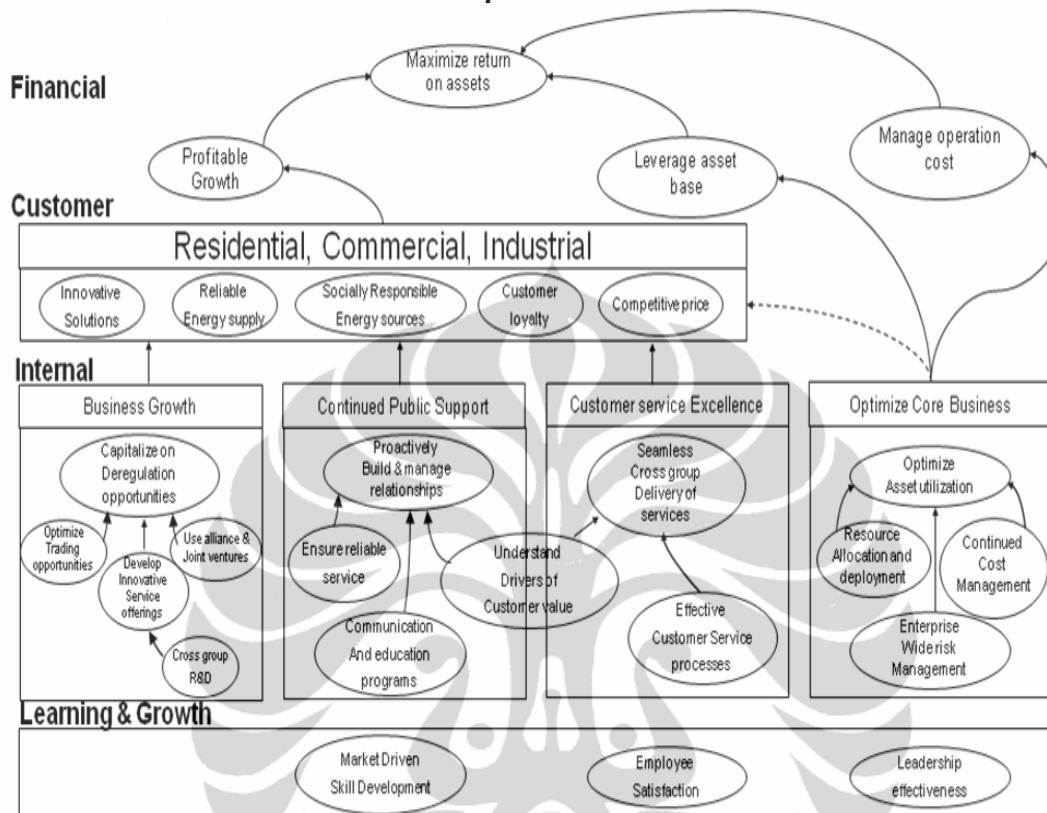 Maximize return
on assets
Financial
Manage operation
cost
Profitable
Growth
Leverage asset
base
Customer
Residential, Commercial, Industrial
Innovative
Solutions
Reliable
Energy supply
Socially Responsible
Energy sources
Customer
loyalty
Competitive price
Internal
Business Growth
Continued Public Support
Customer service Excellence
Optimize Core Business
Capitalize on
Deregulation
opportunities
Optimize
Trading
opportunities
Use alliance &
Joint ventures
Develop
Innovative
Service
offerings
Cross group
R&D
Proactively
Build & manage
relationships
Ensure reliable
service
Understand
Drivers of
Customer value
Communication
And education
programs
Seamless
Cross group
Delivery of
services
Effective
Customer Service
processes
Optimize
Asset utilization
Resource
Allocation and
deployment
Continued
Cost
Management
Enterprise
Wide risk
Management
Learning & Growth
Market Driven
Skill Development
Employee
Satisfaction
Leadership
effectiveness